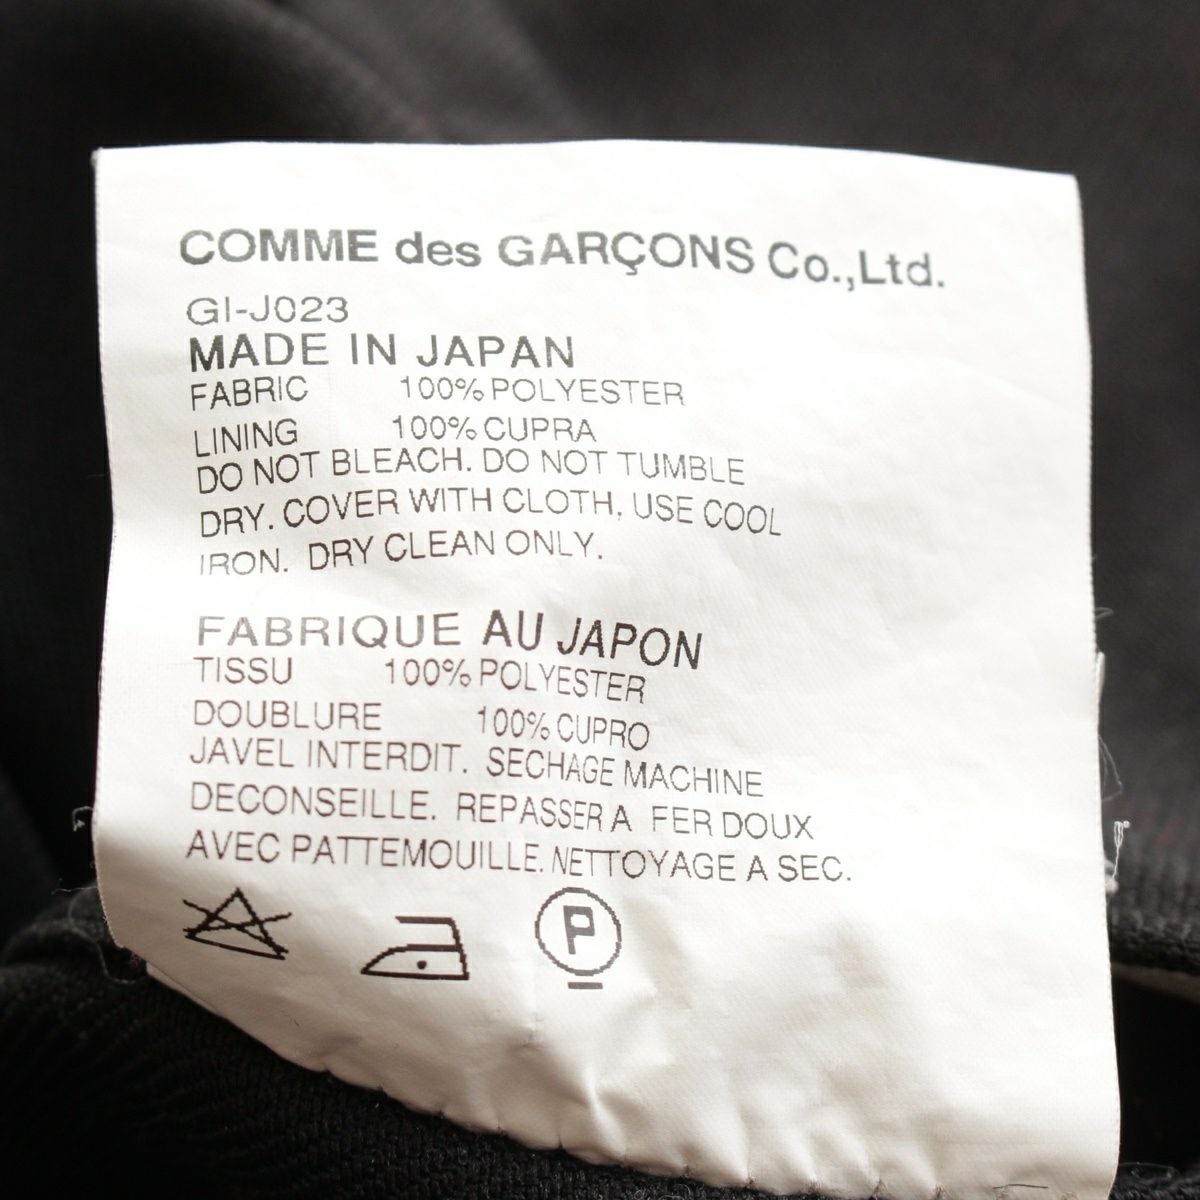 COMME des GARÇONS Co.,Ltd.
GI-J023
MADE IN JAPAN
FABRIC 100% POLYESTER
LINING 100% CUPRA
DO NOT BLEACH. DO NOT TUMBLE
DRY. COVER WITH CLOTH, USE COOL
IRON. DRY CLEAN ONLY.
FABRIQUE AU JAPON
TISSU 100% POLYESTER
DOUBLURE 100% CUPRO
JAVEL INTERDIT. SECHAGE MACHINE
DECONSEILLE. REPASSER A FER DOUX
AVEC PATTEMOUILLE. NETTOYAGE A SEC.
P